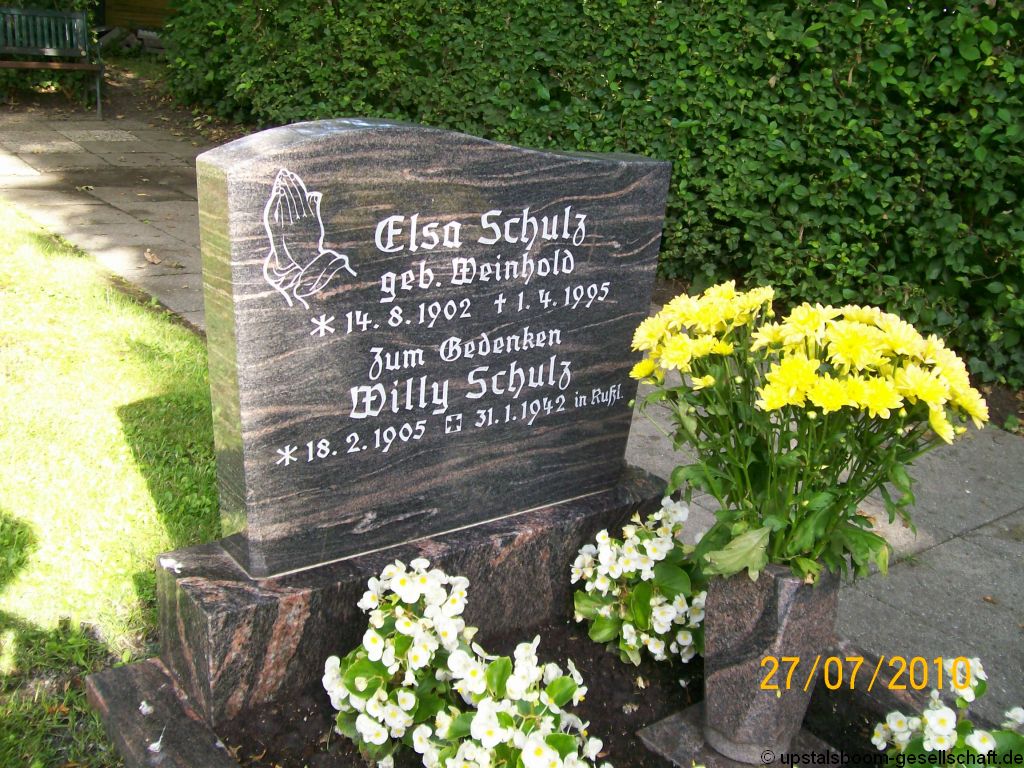 Elsa Schulz
geb. Weinhold
* 14. 8. 1902 † 1. 4. 1995
Zum Gedenken
Willy Schulz
* 18. 2. 1905 ✠ 31. 1. 1942 in Rußl.
27/07/2010
© upstalsboom-gesellschaft.de